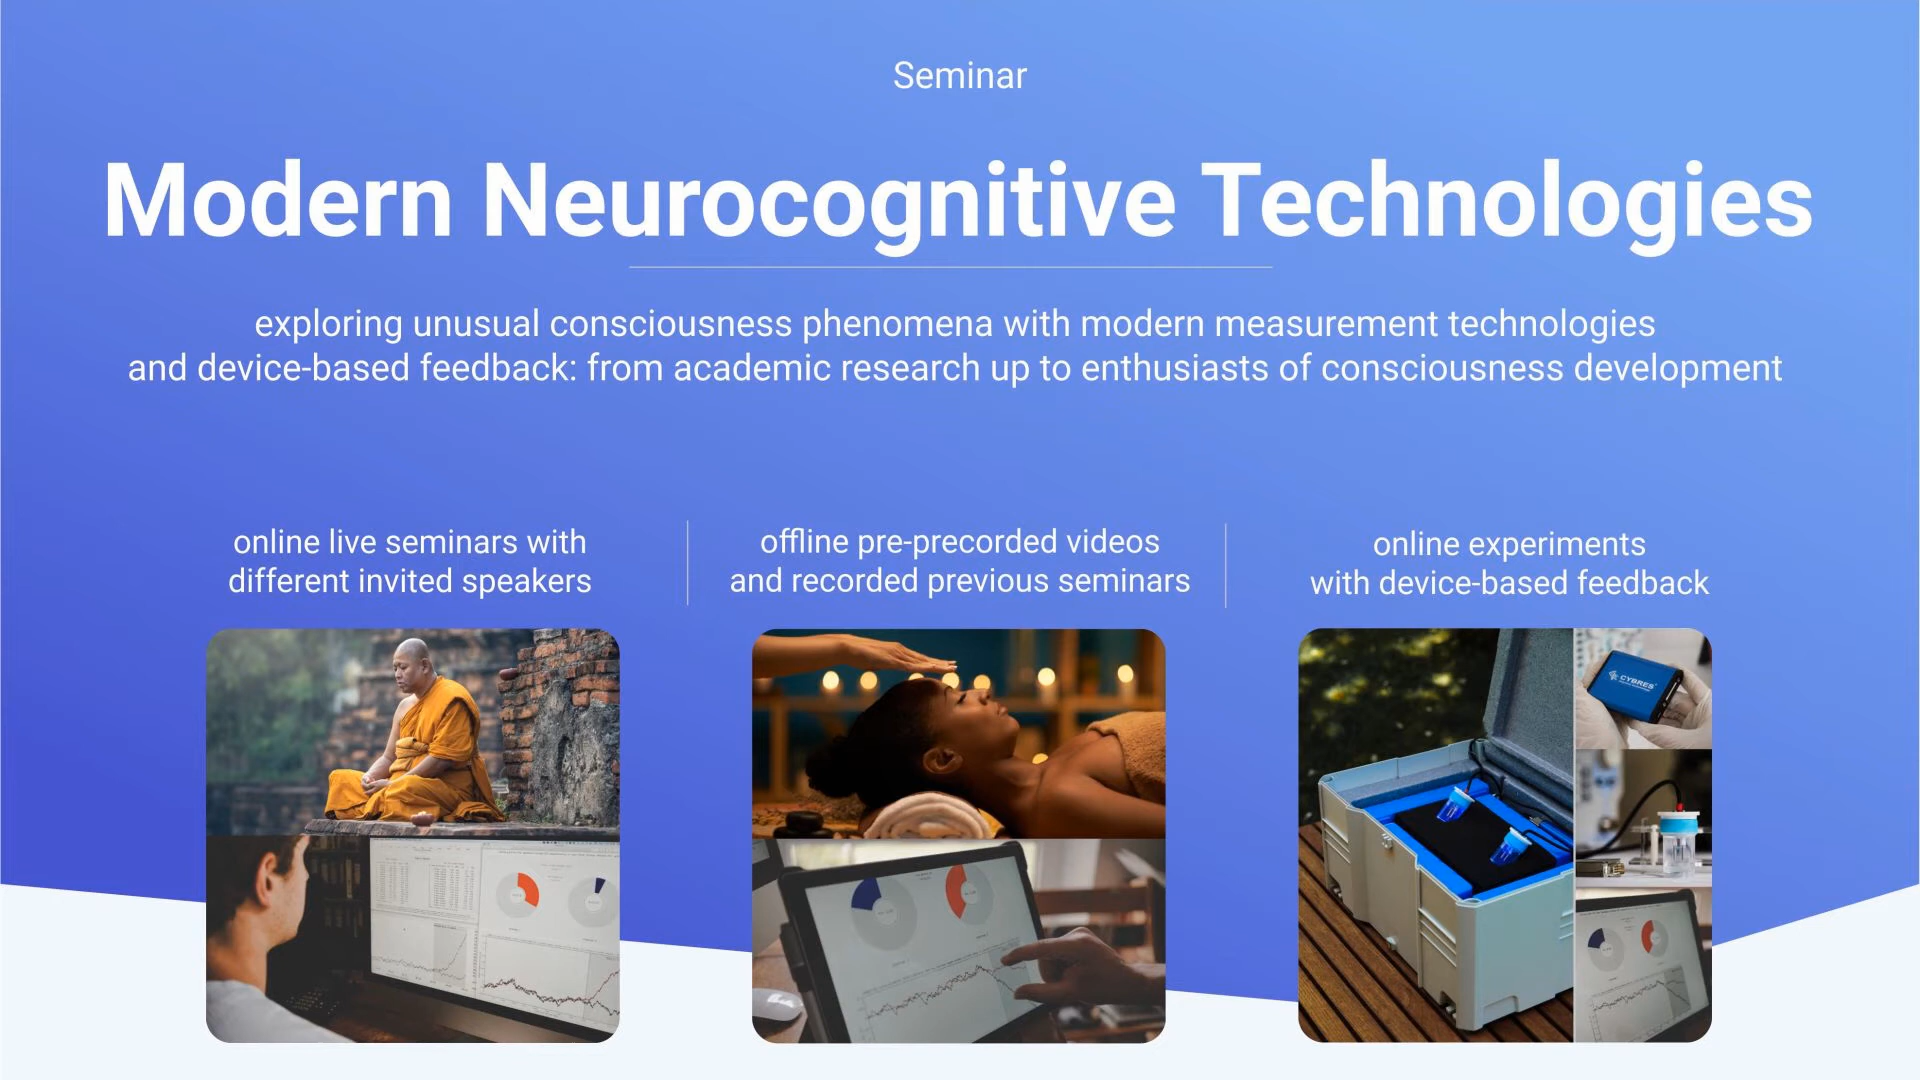 Seminar
Modern Neurocognitive Technologies
exploring unusual consciousness phenomena with modern measurement technologies
and device-based feedback: from academic research up to enthusiasts of consciousness development
online live seminars with
different invited speakers
offline pre-precorded videos
and recorded previous seminars
online experiments
with device-based feedback
CYBRES